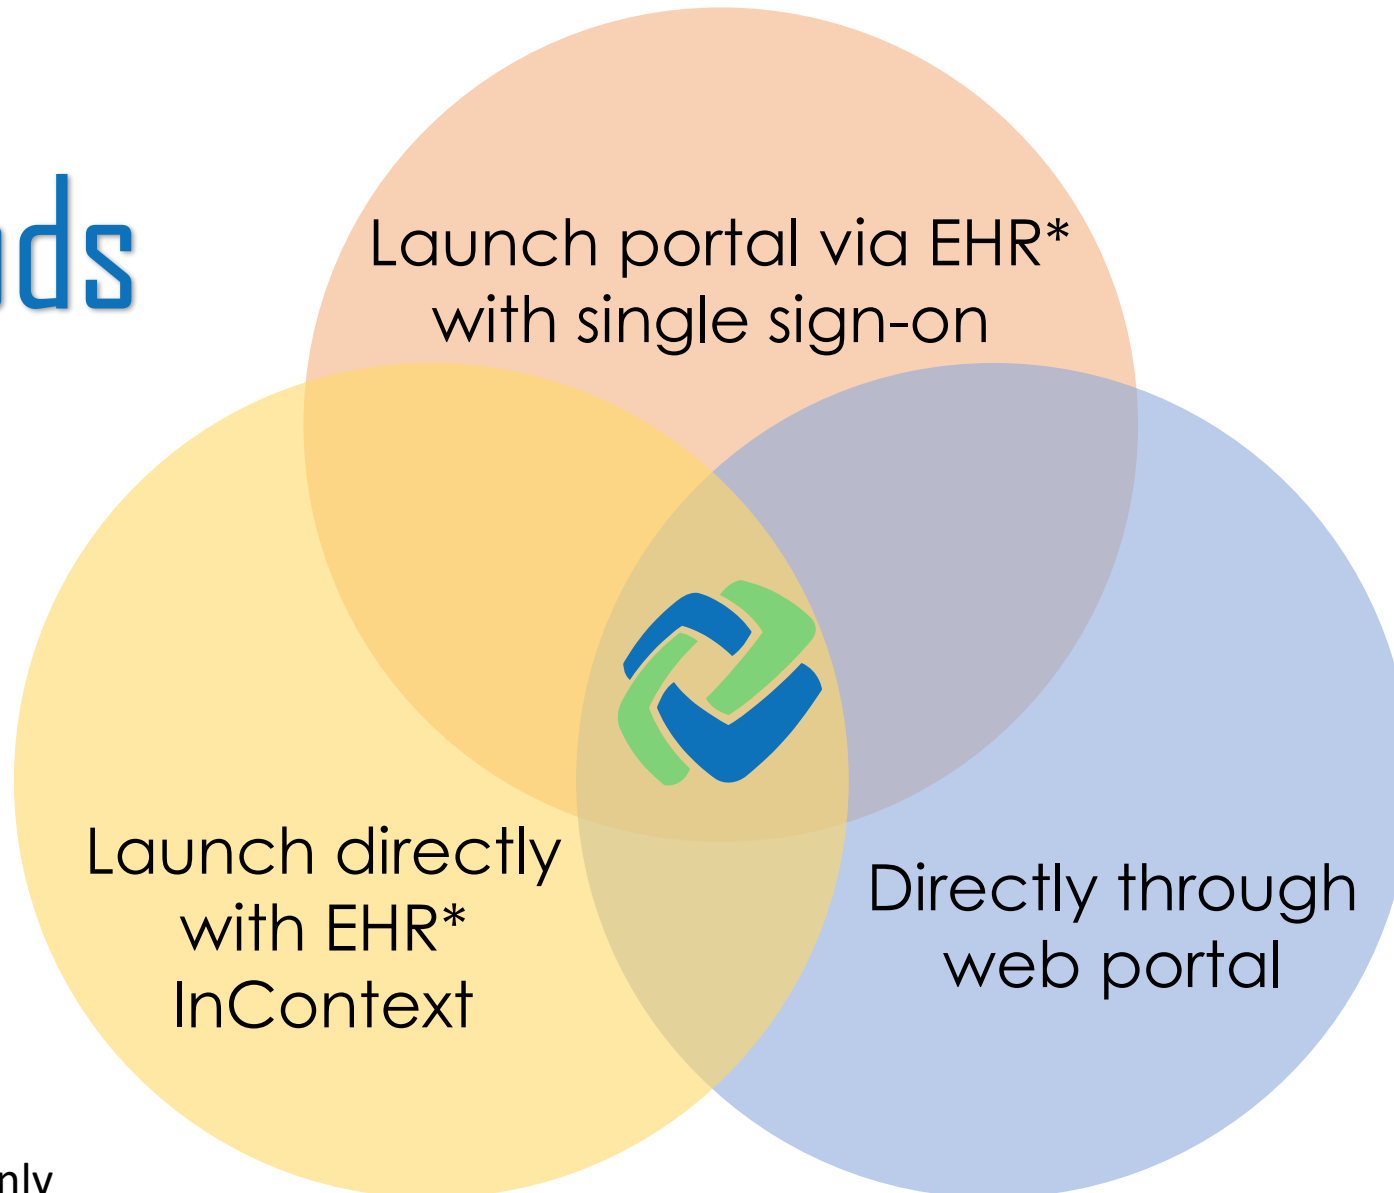 Launch portal via EHR*
with single sign-on
Launch directly
with EHR*
InContext
Directly through
web portal